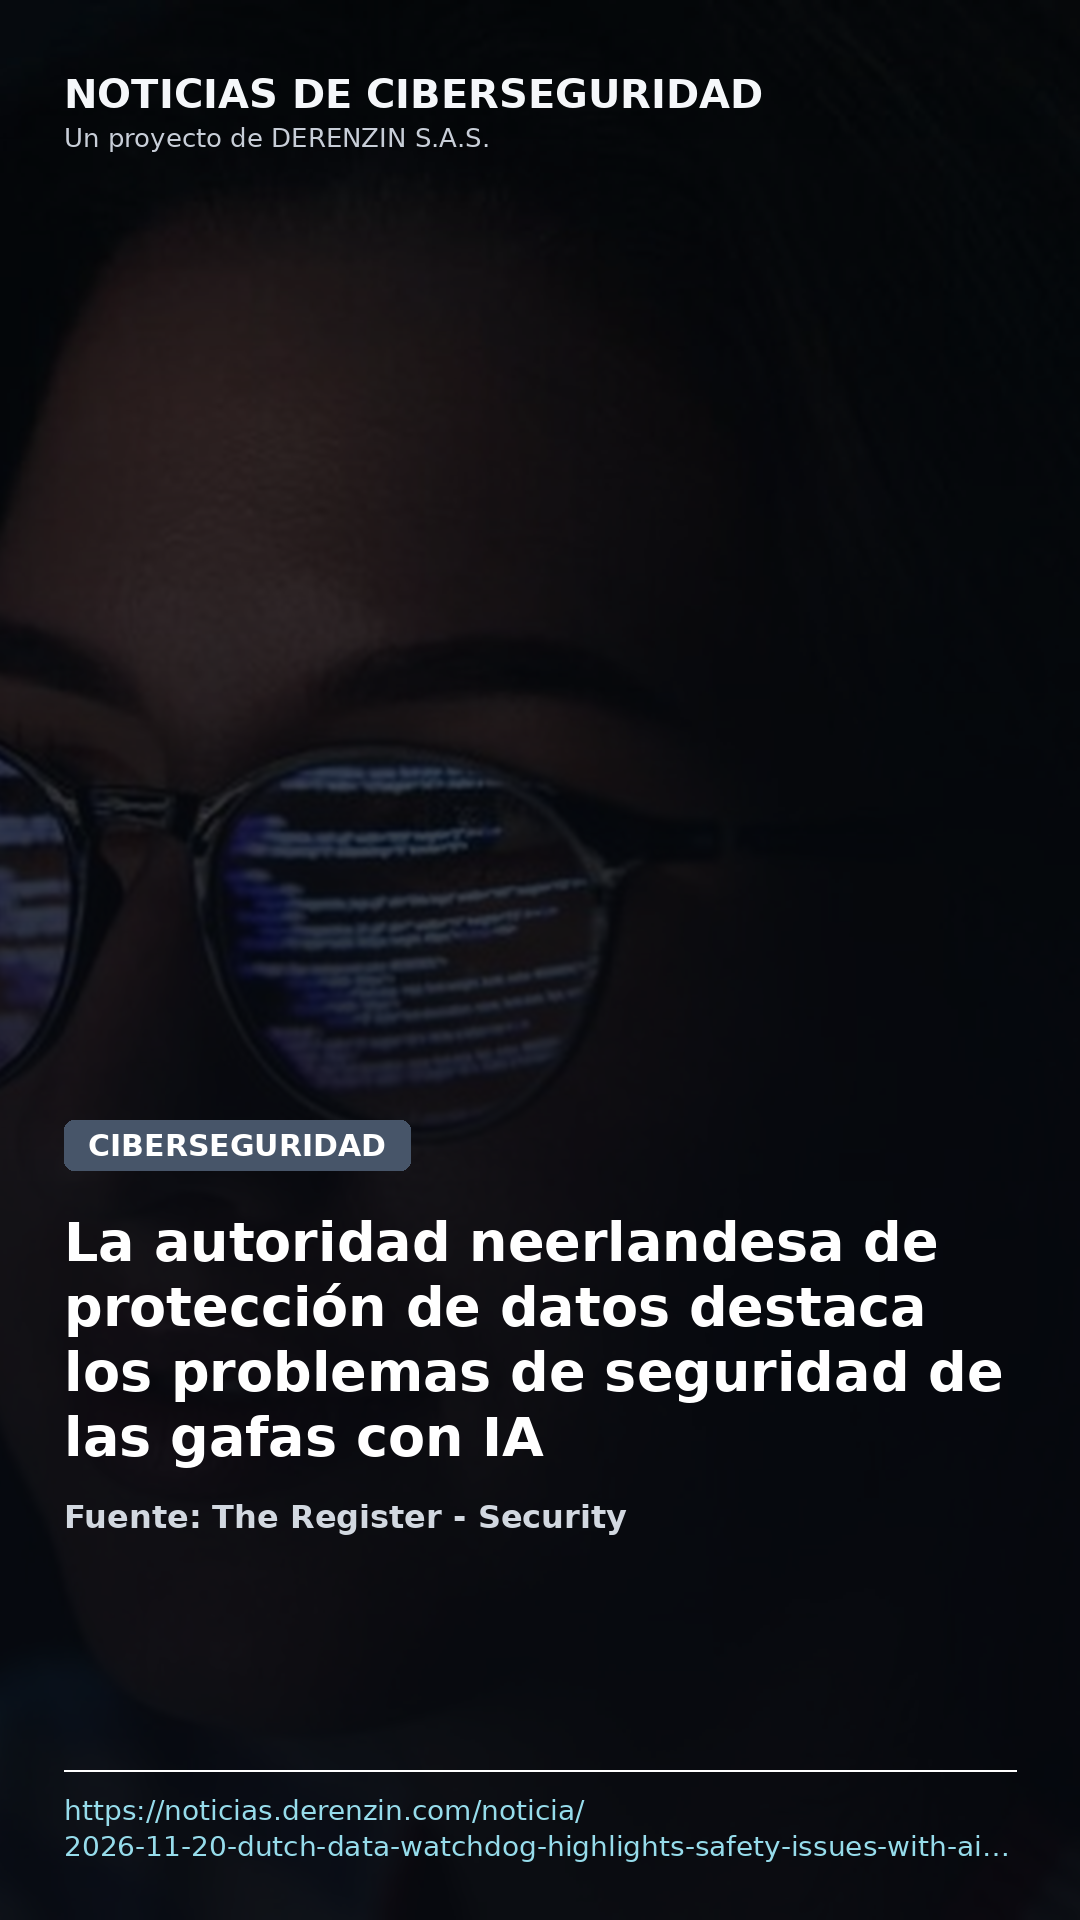 NOTICIAS DE CIBERSEGURIDAD
Un proyecto de DERENZIN S.A.S.
CIBERSEGURIDAD
La autoridad neerlandesa de
protección de datos destaca
los problemas de seguridad de
las gafas con IA
Fuente: The Register - Security
https://noticias.derenzin.com/noticia/
2026-11-20-dutch-data-watchdog-highlights-safety-issues-with-ai...